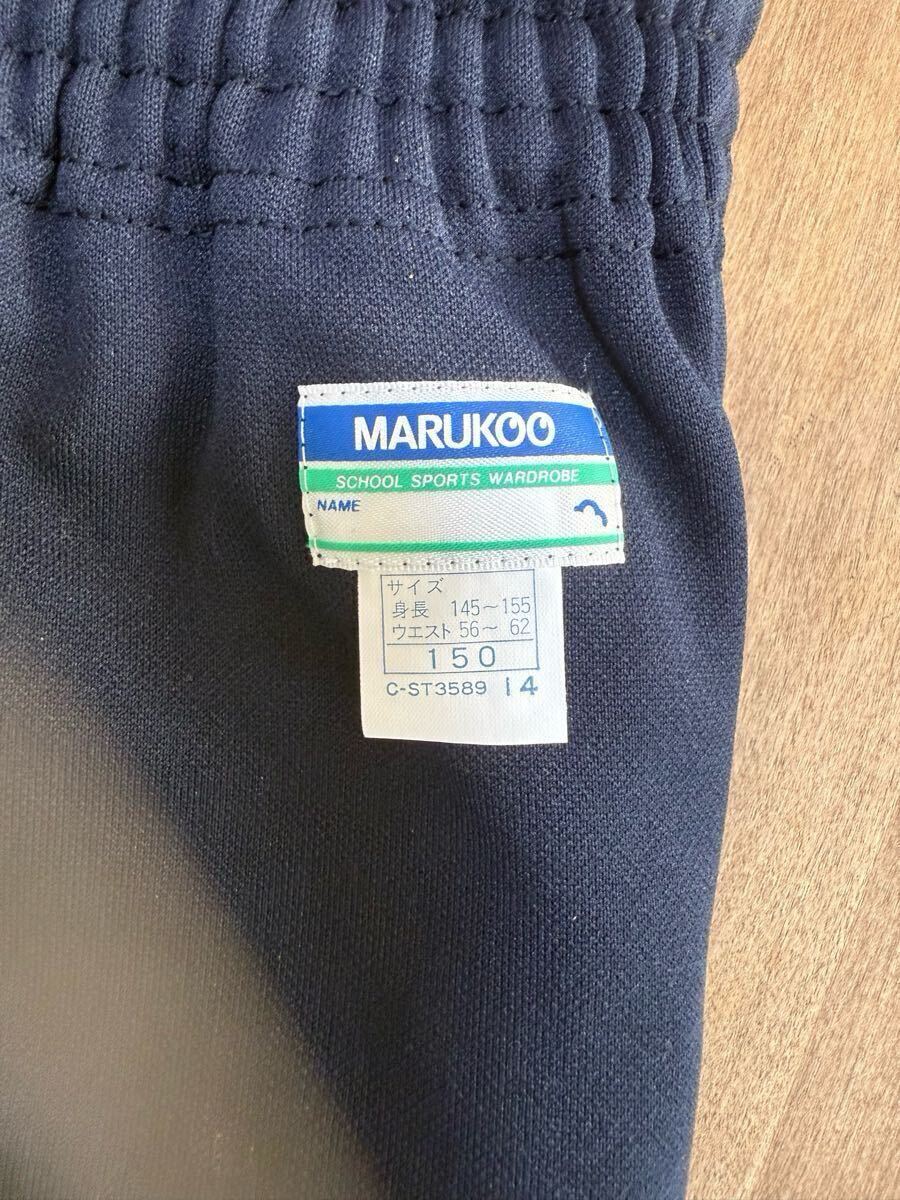 MARUKOO
SCHOOL SPORTS WARDROBE
NAME
サイズ
身長 145～155
ウエスト 56～ 62
150
C-ST3589 14